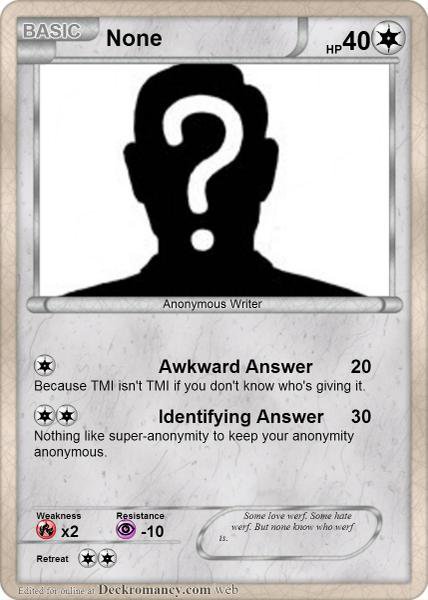 BASIC None HP40
?
Anonymous Writer
Awkward Answer 20
Because TMI isn't TMI if you don't know who's giving it.
Identifying Answer 30
Nothing like super-anonymity to keep your anonymity
anonymous.
Weakness Resistance
x2 -10
Some love werf. Some hate
werf. But none know who werf
is.
Retreat
Edited for online at Deckromancy.com web